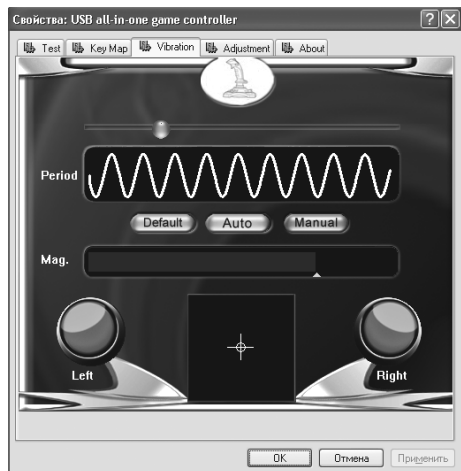 Свойства: USB all-in-one game controller
Test Key Map Vibration Adjustment About
Period
Default Auto Manual
Mag.
Left Right
OK Отмена Применить